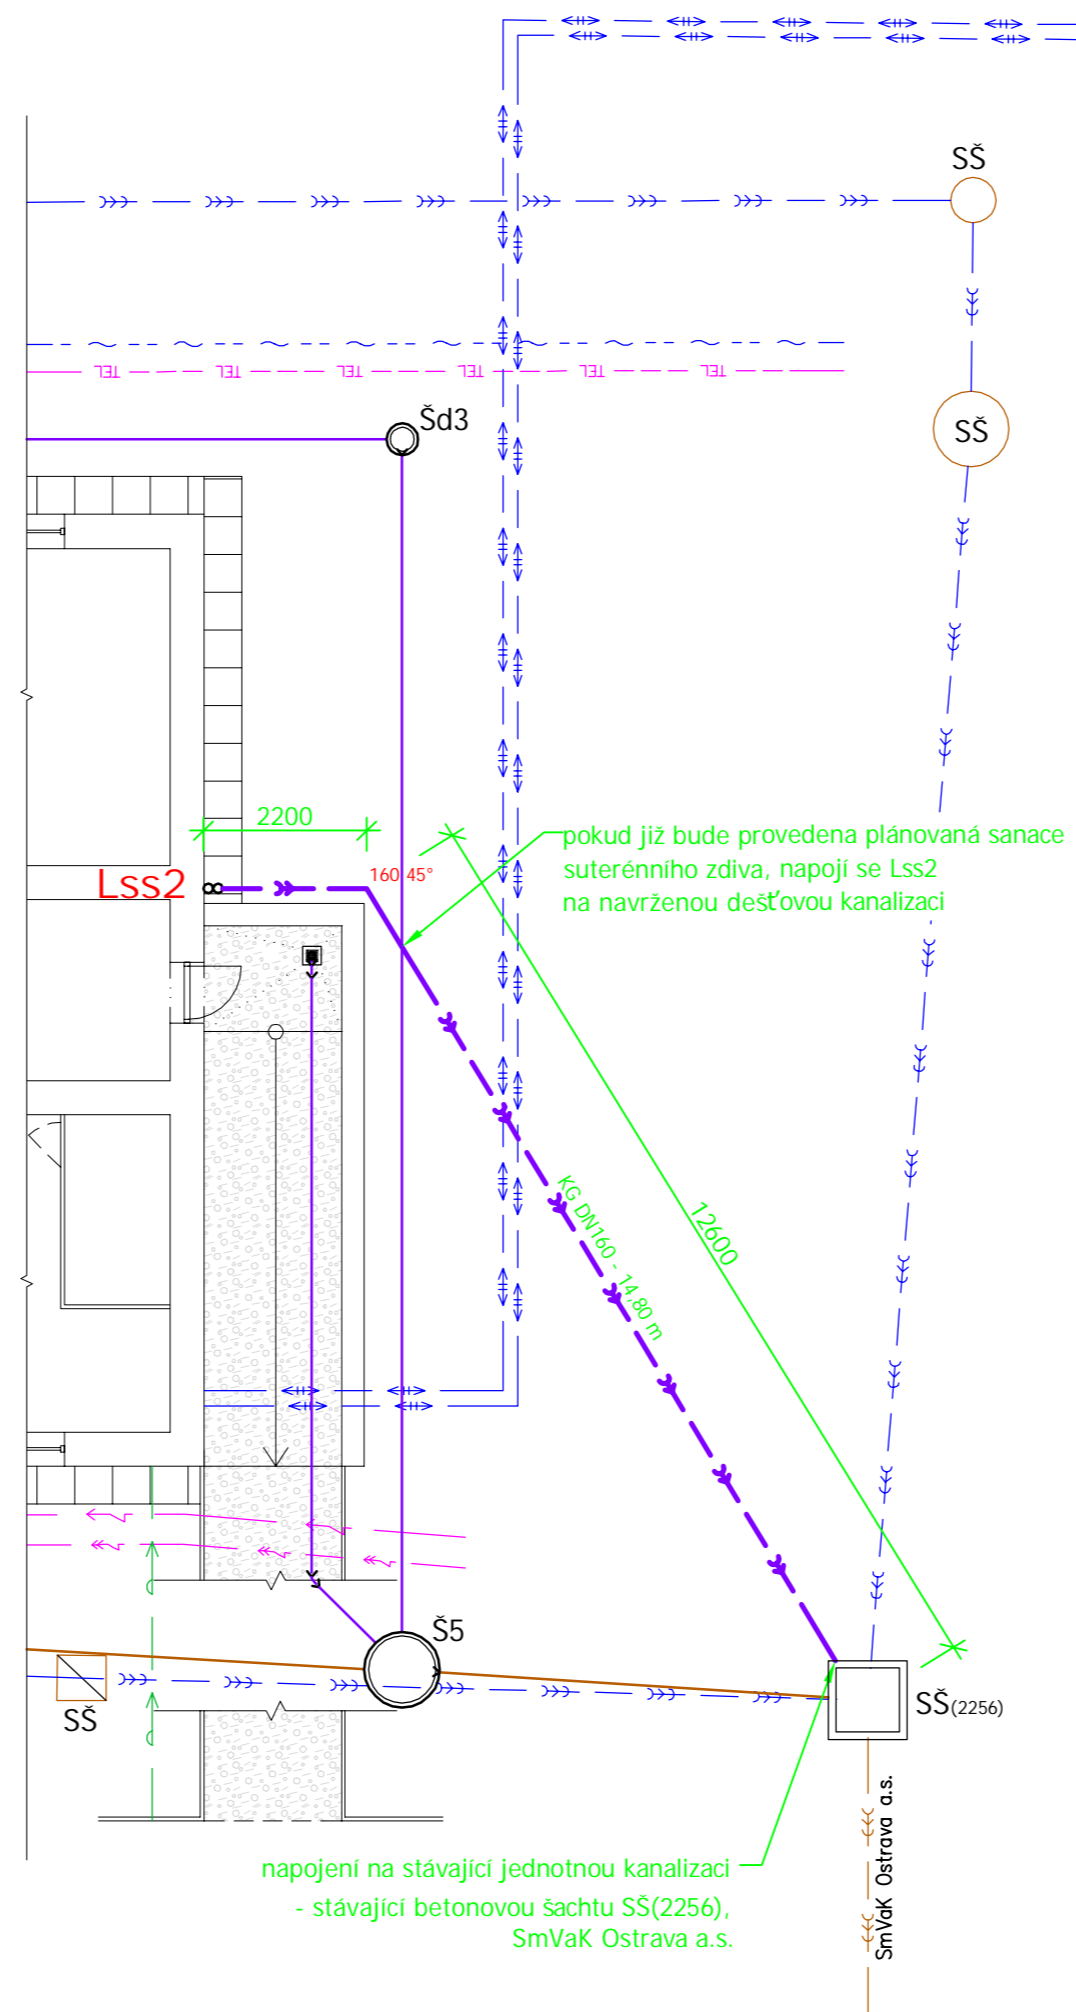 SŠ
TEL TEL TEL TEL TEL TEL
Šd3
SŠ
2200
pokud již bude provedena plánovaná sanace
suterénního zdiva, napojí se Lss2
na navrženou dešťovou kanalizaci
160 45°
Lss2
KG DN160 - 14,80 m
12600
Š5
SŠ
SŠ(2256)
SmVaK Ostrava a.s.
napojení na stávající jednotnou kanalizaci
- stávající betonovou šachtu SŠ(2256),
SmVaK Ostrava a.s.